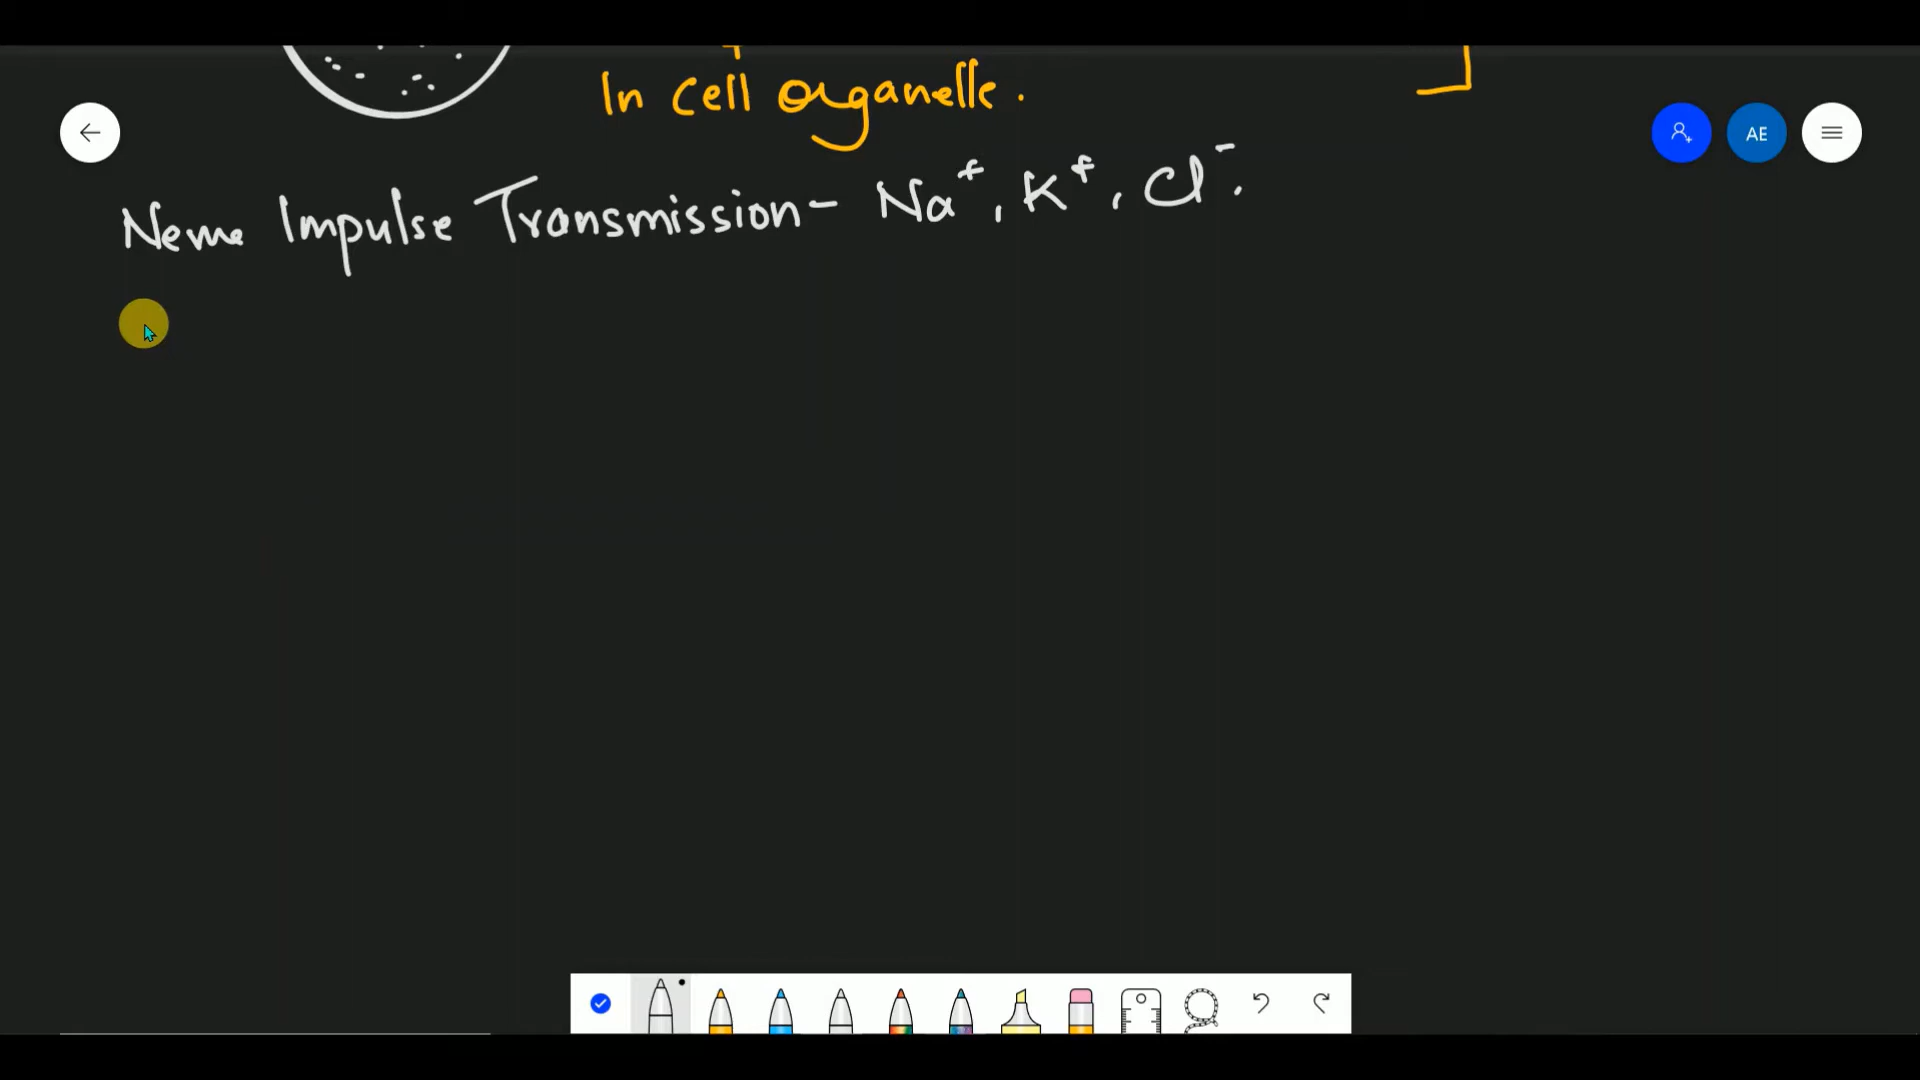 In cell organelle.
AE
Nerve Impulse Transmission - Na⁺, K⁺, Cl⁻.